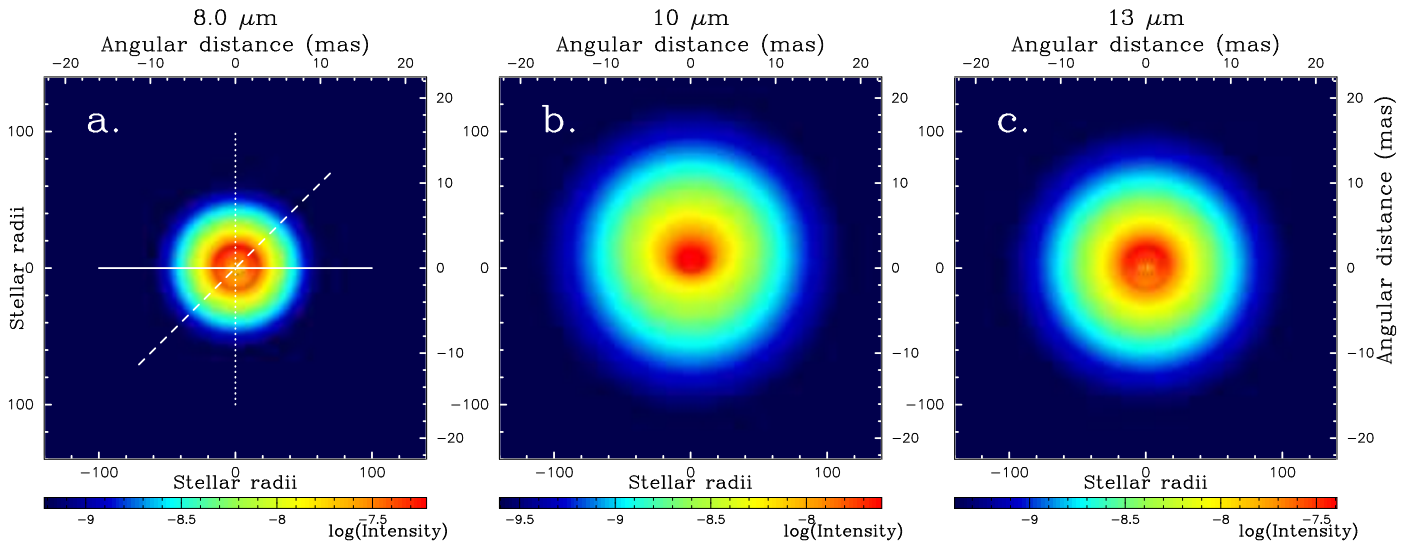 8.0 μm
Angular distance (mas)
−20 −10 0 10 20
a.
Stellar radii
100
0
100
20
10
0
−10
−20
−100 0 100
Stellar radii
−9 −8.5 −8 −7.5
log(Intensity)
10 μm
Angular distance (mas)
−20 −10 0 10 20
b.
100
0
−100
20
10
0
−10
−20
−100 0 100
Stellar radii
−9.5 −9 −8.5 −8
log(Intensity)
13 μm
Angular distance (mas)
−20 −10 0 10 20
c.
20
10
0
−10
−20
Angular distance (mas)
−100 0 100
Stellar radii
−9 −8.5 −8 −7.5
log(Intensity)